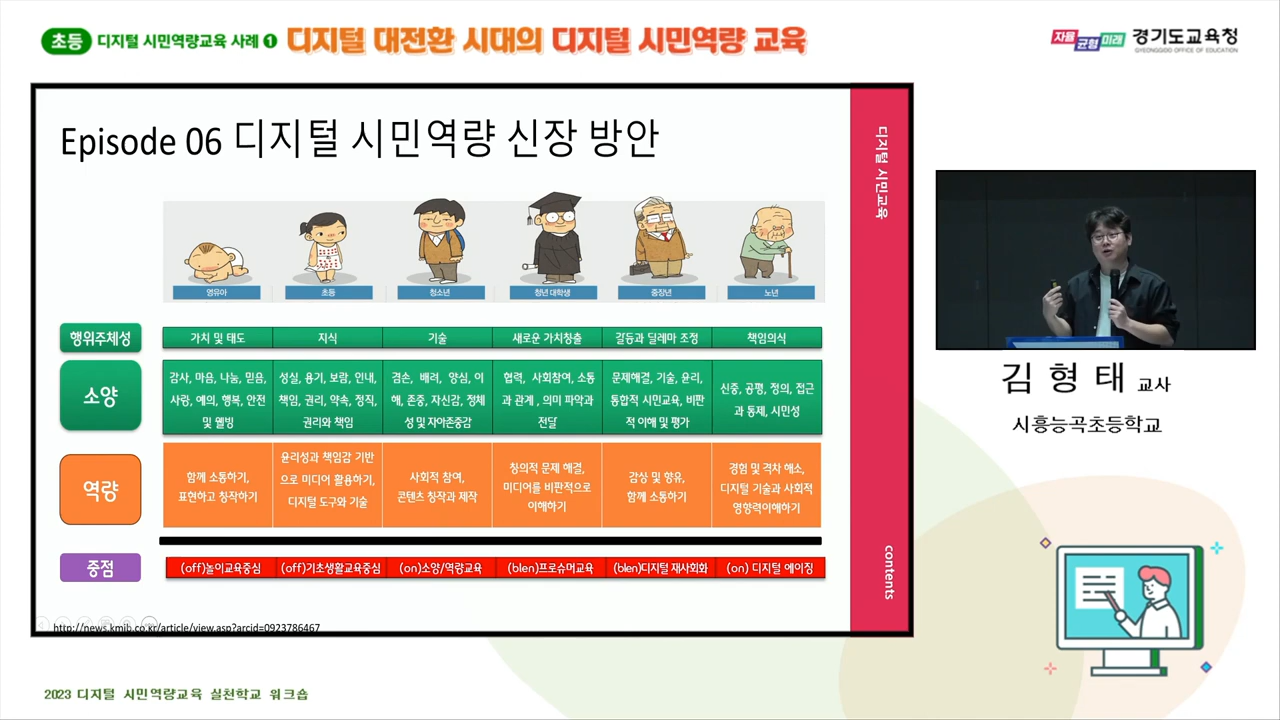 초등 디지털 시민역량교육 사례 ❶ 디지털 대전환 시대의 디지털 시민역량 교육
자율 균형 미래 경기도교육청
GYEONGGIDO OFFICE OF EDUCATION
Episode 06 디지털 시민역량 신장 방안
디지털 시민교육
영유아 초등 청소년 청년 대학생 중장년 노년
행위주체성 가치 및 태도 지식 기술 새로운 가치창출 갈등과 딜레마 조정 책임의식
소양
감사, 마음, 나눔, 믿음,
사랑, 예의, 행복, 안전
및 웰빙
성실, 용기, 보람, 인내,
책임, 권리, 약속, 정직,
권리와 책임
겸손, 배려, 양심, 이
해, 존중, 자신감, 정체
성 및 자아존중감
협력, 사회참여, 소통
과 관계 , 의미 파악과
전달
문제해결, 기술, 윤리,
통합적 시민교육, 비판
적 이해 및 평가
신중, 공평, 정의, 접근
과 통제, 시민성
역량
함께 소통하기,
표현하고 창작하기
윤리성과 책임감 기반
으로 미디어 활용하기,
디지털 도구와 기술
사회적 참여,
콘텐츠 창작과 제작
창의적 문제 해결,
미디어를 비판적으로
이해하기
감상 및 향유,
함께 소통하기
경험 및 격차 해소,
디지털 기술과 사회적
영향력이해하기
중점 (off)놀이교육중심 (off)기초생활교육중심 (on)소양/역량교육 (blen)프로슈머교육 (blen)디지털 재사회화 (on) 디지털 에이징
contents
http://news.kmib.co.kr/article/view.asp?arcid=0923786467
김 형 태 교사
시흥능곡초등학교
2023 디지털 시민역량교육 실천학교 워크숍